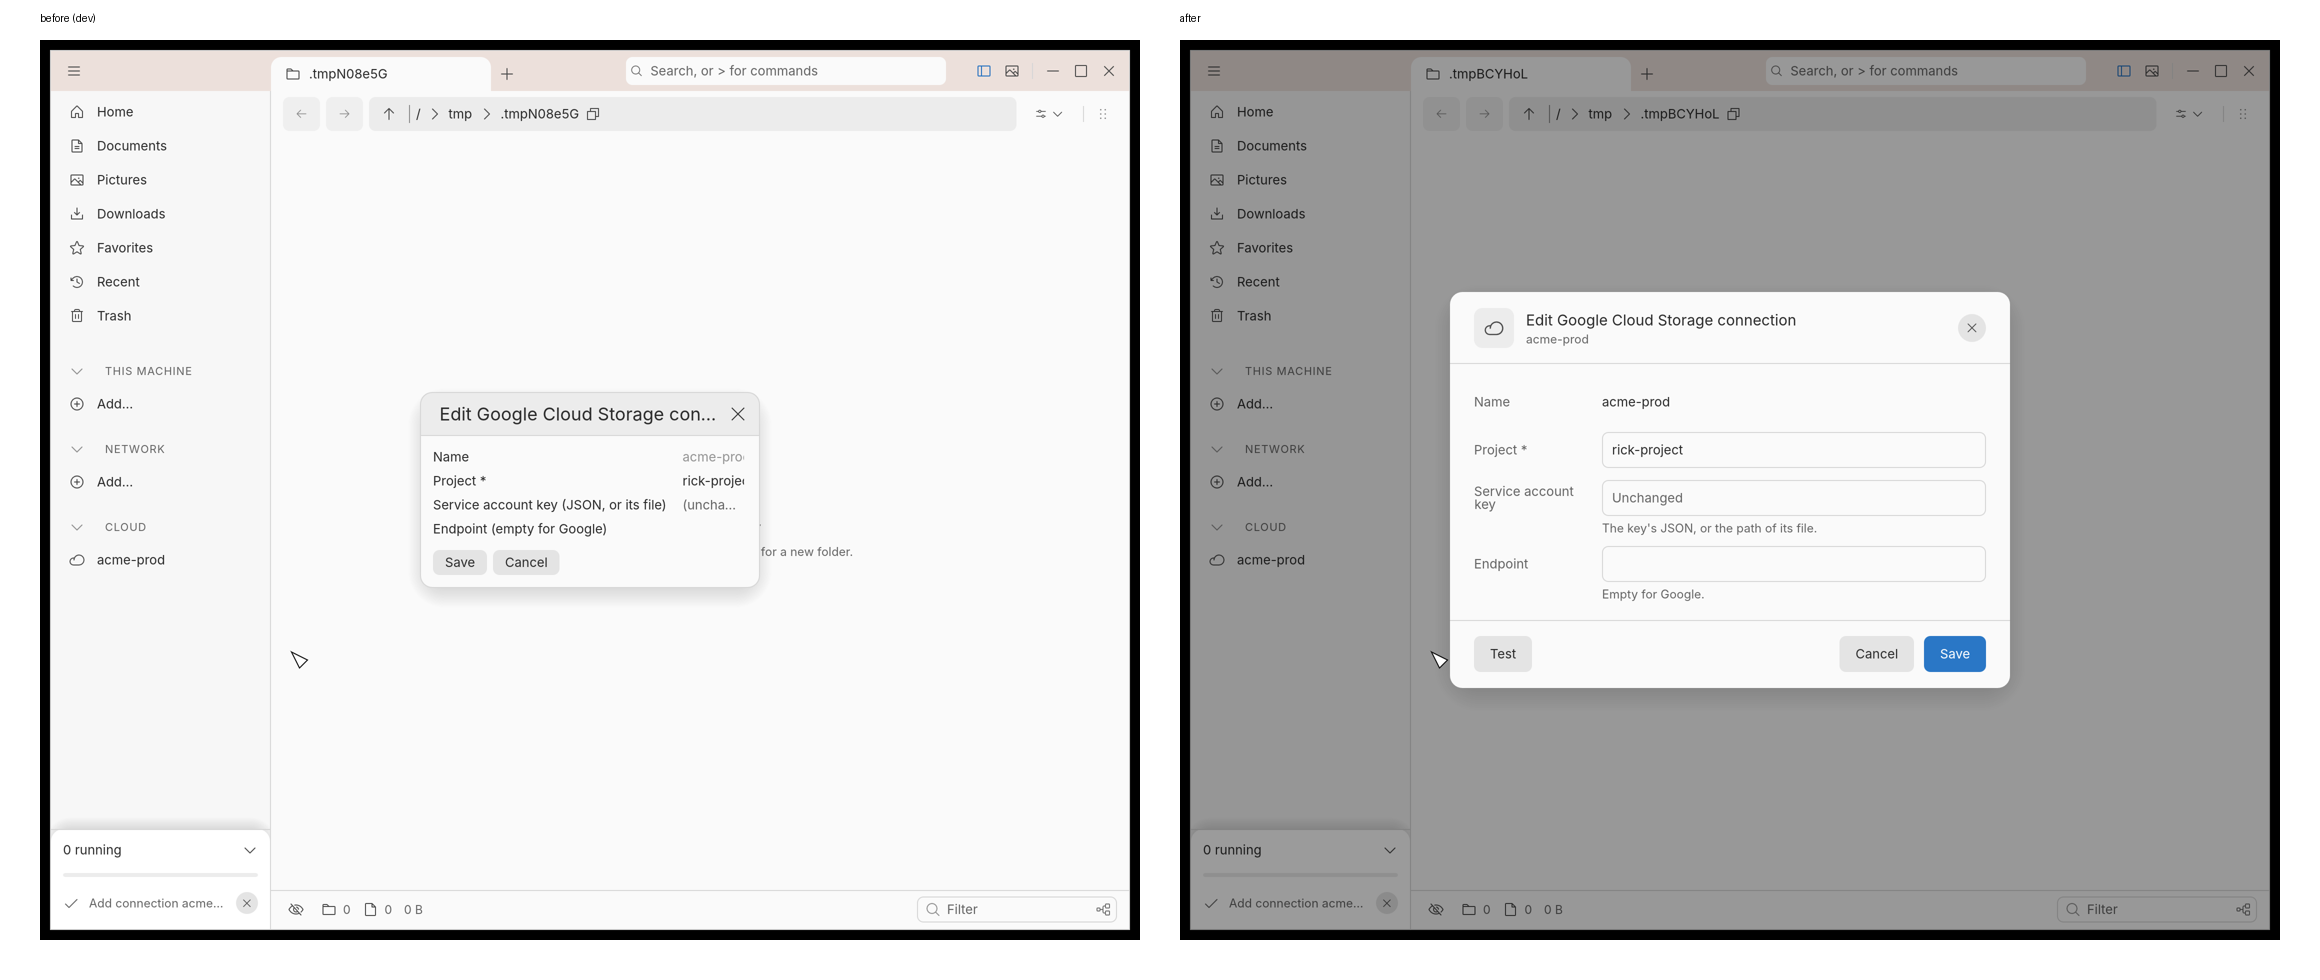 before (dev)
.tmpN08e5G
Search, or > for commands
/ tmp .tmpN08e5G
Home
Documents
Pictures
Downloads
Favorites
Recent
Trash
THIS MACHINE
Add...
NETWORK
Add...
CLOUD
acme-prod
Edit Google Cloud Storage con...
Name acme-pro
Project * rick-proje
Service account key (JSON, or its file) (uncha...
Endpoint (empty for Google)
Save Cancel
for a new folder.
0 running
Add connection acme...
0 0 0 B
Filter
after
.tmpBCYHoL
Search, or > for commands
/ tmp .tmpBCYHoL
Home
Documents
Pictures
Downloads
Favorites
Recent
Trash
THIS MACHINE
Add...
NETWORK
Add...
CLOUD
acme-prod
Edit Google Cloud Storage connection
acme-prod
Name acme-prod
Project * rick-project
Service account
key
Unchanged
The key's JSON, or the path of its file.
Endpoint
Empty for Google.
Test Cancel Save
0 running
Add connection acme...
0 0 0 B
Filter